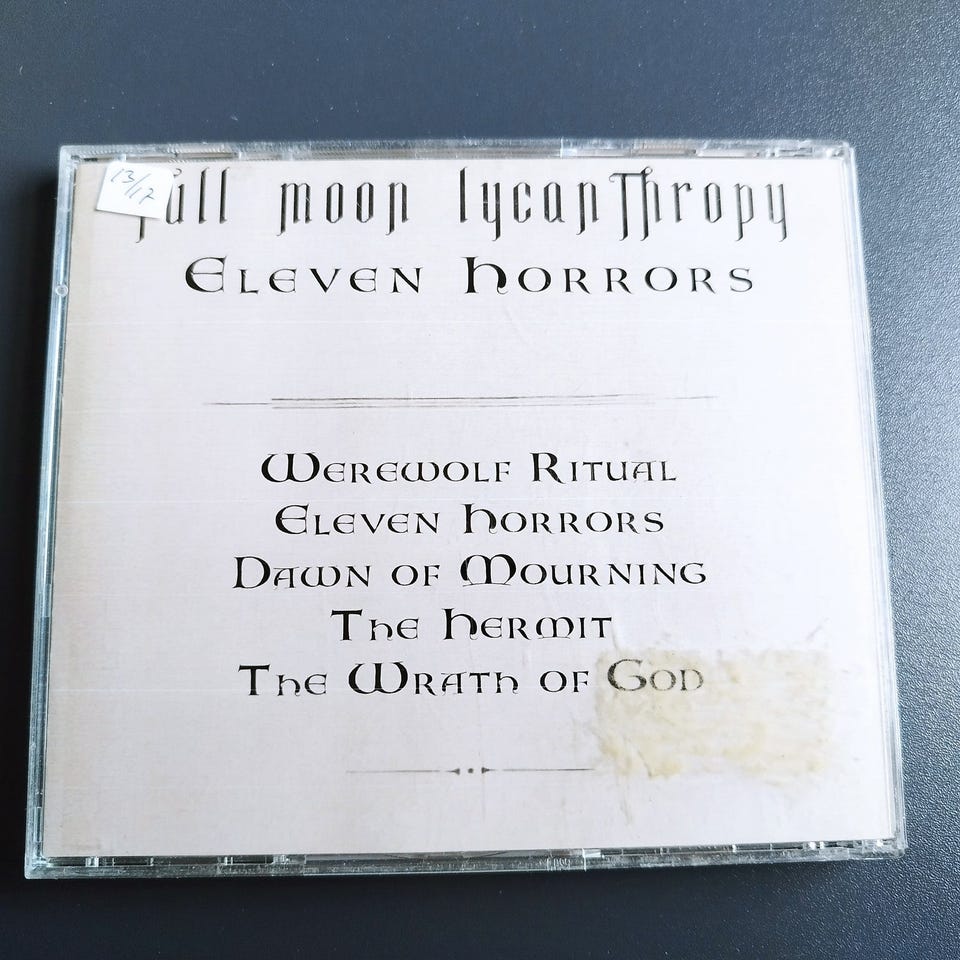 13/17
full moon lycanThropy
Eleven Horrors
Werewolf Ritual
Eleven Horrors
Dawn of Mourning
The Hermit
The Wrath of God